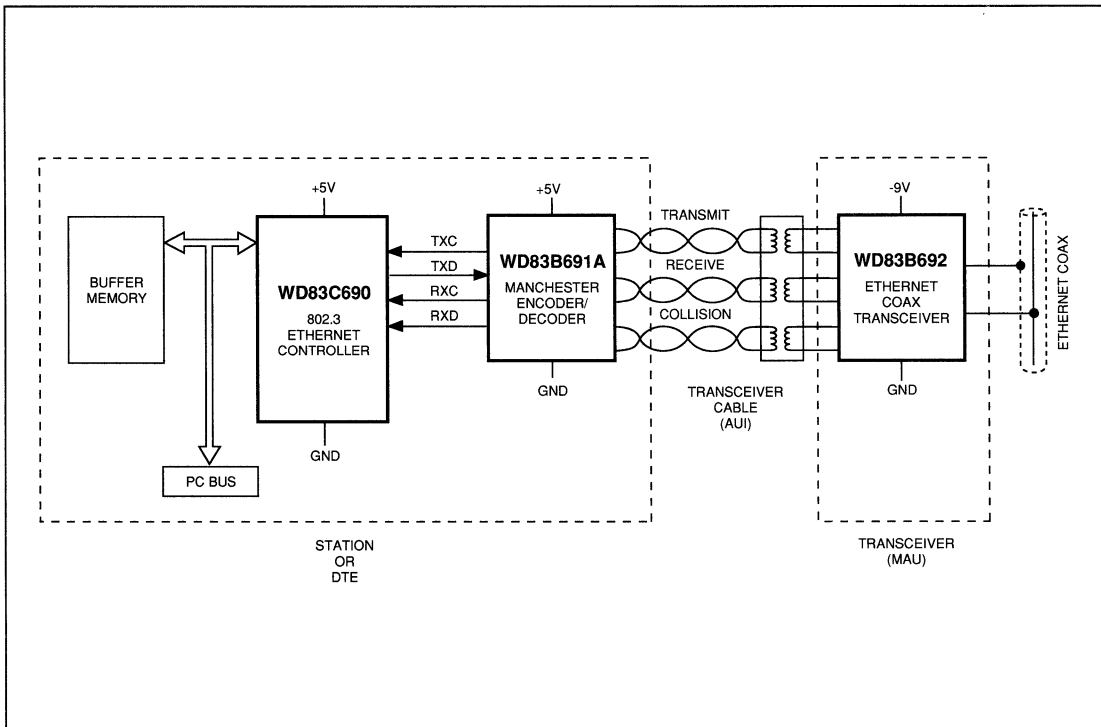 +5V
+5V
-9V
TRANSMIT
BUFFER
MEMORY
WD83C690
802.3
ETHERNET
CONTROLLER
TXC
TXD
RXC
RXD
WD83B691A
MANCHESTER
ENCODER/
DECODER
RECEIVE
COLLISION
WD83B692
ETHERNET
COAX
TRANSCEIVER
ETHERNET COAX
GND
GND
GND
TRANSCEIVER
CABLE
(AUI)
PC BUS
STATION
OR
DTE
TRANSCEIVER
(MAU)